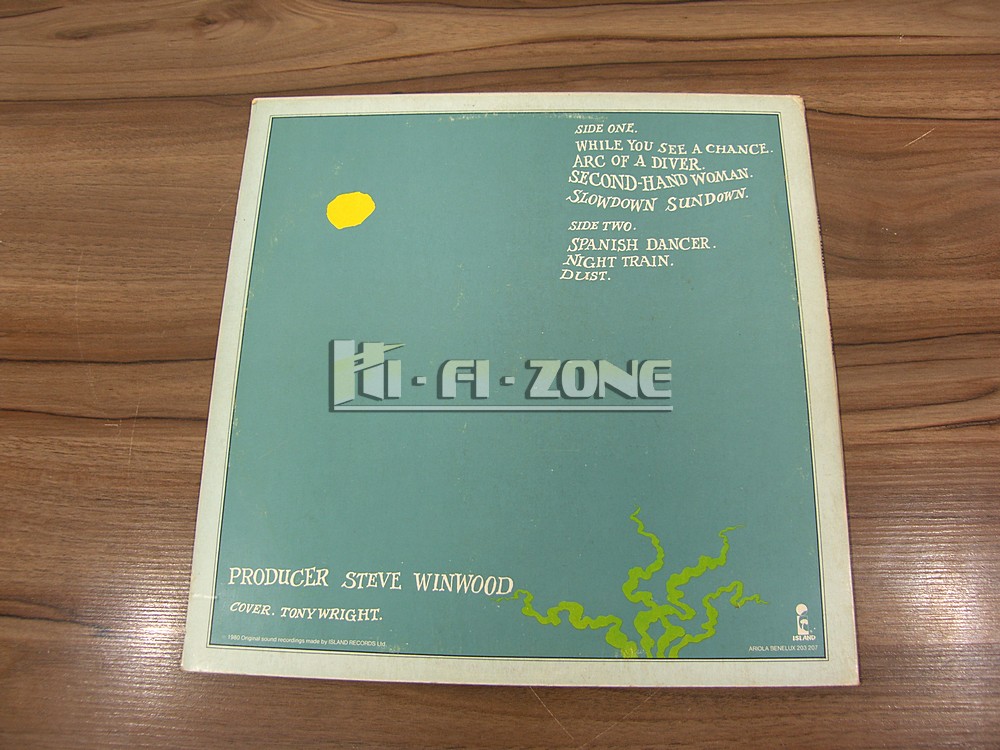 SIDE ONE.
WHILE YOU SEE A CHANCE.
ARC OF A DIVER.
SECOND-HAND WOMAN.
SLOWDOWN SUNDOWN.
SIDE TWO.
SPANISH DANCER.
NIGHT TRAIN.
DUST.
HI-FI-ZONE
PRODUCER STEVE WINWOOD
COVER. TONY WRIGHT.
1980 Original sound recordings made by ISLAND RECORDS Ltd.
ISLAND
ARIOLA BENELUX 203 207